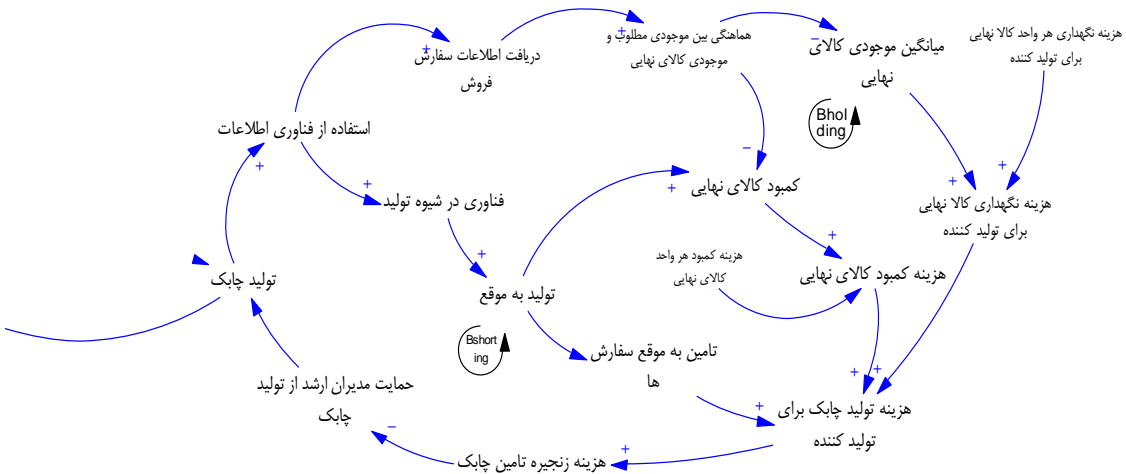 هماهنگی بین موجودی مطلوب و
موجودی کالای نهایی
میانگین موجودی کالای
نهایی
هزینه نگهداری هر واحد کالا نهایی
برای تولید کننده
دریافت اطلاعات سفارش
فروش
استفاده از فناوری اطلاعات
Bhol
ding
کمبود کالای نهایی
فناوری در شیوه تولید
هزینه نگهداری کالا نهایی
برای تولید کننده
هزینه کمبود هر واحد
کالای نهایی
هزینه کمبود کالای نهایی
تولید چابک
تولید به موقع
Bshort
ing
تامین به موقع سفارش
ها
حمایت مدیران ارشد از تولید
چابک
هزینه تولید چابک برای
تولید کننده
هزینه زنجیره تامین چابک